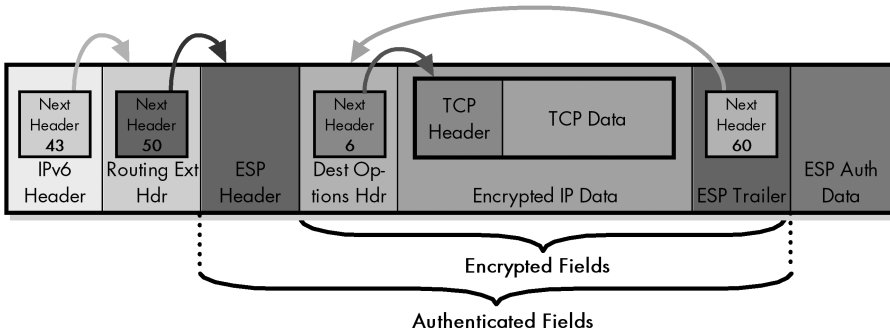 Next
Header
43
IPv6
Header
Next
Header
50
Routing Ext
Hdr
ESP
Header
Next
Header
6
Dest Op-
tions Hdr
TCP
Header
TCP Data
Encrypted IP Data
Next
Header
60
ESP Trailer
ESP Auth
Data
Encrypted Fields
Authenticated Fields